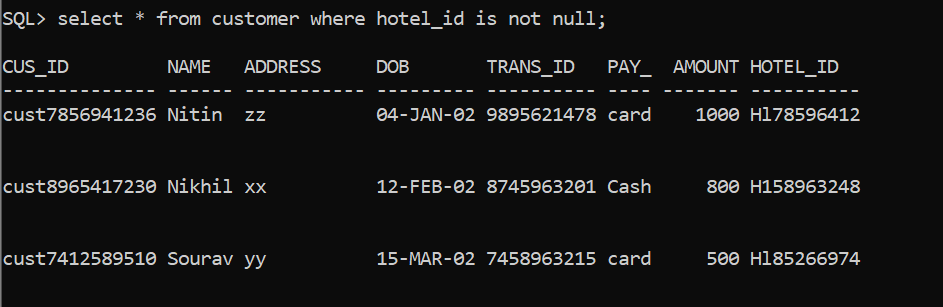 SQL> select * from customer where hotel_id is not null;
CUS_ID         NAME   ADDRESS     DOB       TRANS_ID   PAY_  AMOUNT HOTEL_ID
-------------- ------ ----------- --------- ---------- ---- ------- ----------
cust7856941236 Nitin  zz          04-JAN-02 9895621478 card    1000 Hl78596412
cust8965417230 Nikhil xx          12-FEB-02 8745963201 Cash     800 H158963248
cust7412589510 Sourav yy          15-MAR-02 7458963215 card     500 Hl85266974